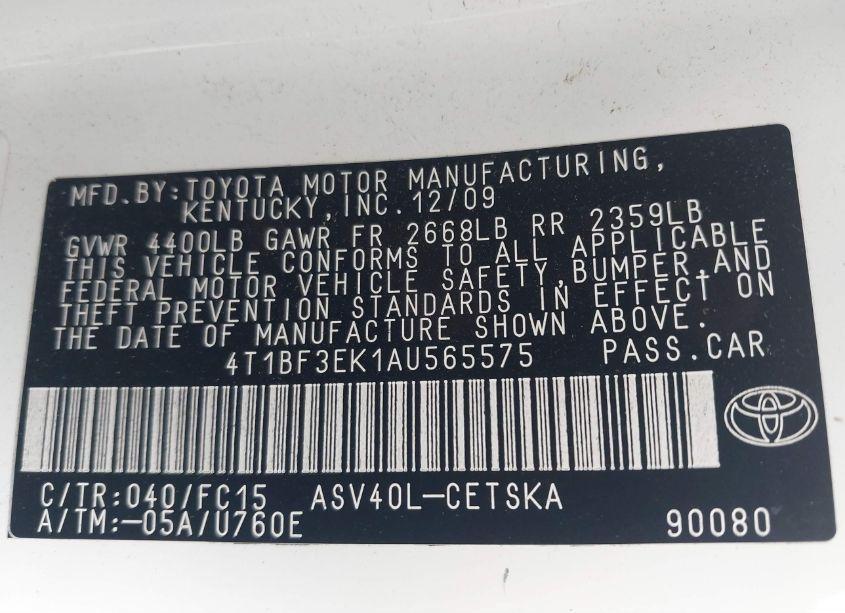 MFD.BY:TOYOTA MOTOR MANUFACTURING,
KENTUCKY,INC.12/09
GVWR 4400LB GAWR FR 2668LB RR 2359LB
THIS VEHICLE CONFORMS TO ALL APPLICABLE
FEDERAL MOTOR VEHICLE SAFETY,BUMPER,AND
THEFT PREVENTION STANDARDS IN EFFECT ON
THE DATE OF MANUFACTURE SHOWN ABOVE.
4T1BF3EK1AU565575 PASS.CAR
C/TR:040/FC15 ASV40L-CETSKA
A/TM:-05A/U760E 90080